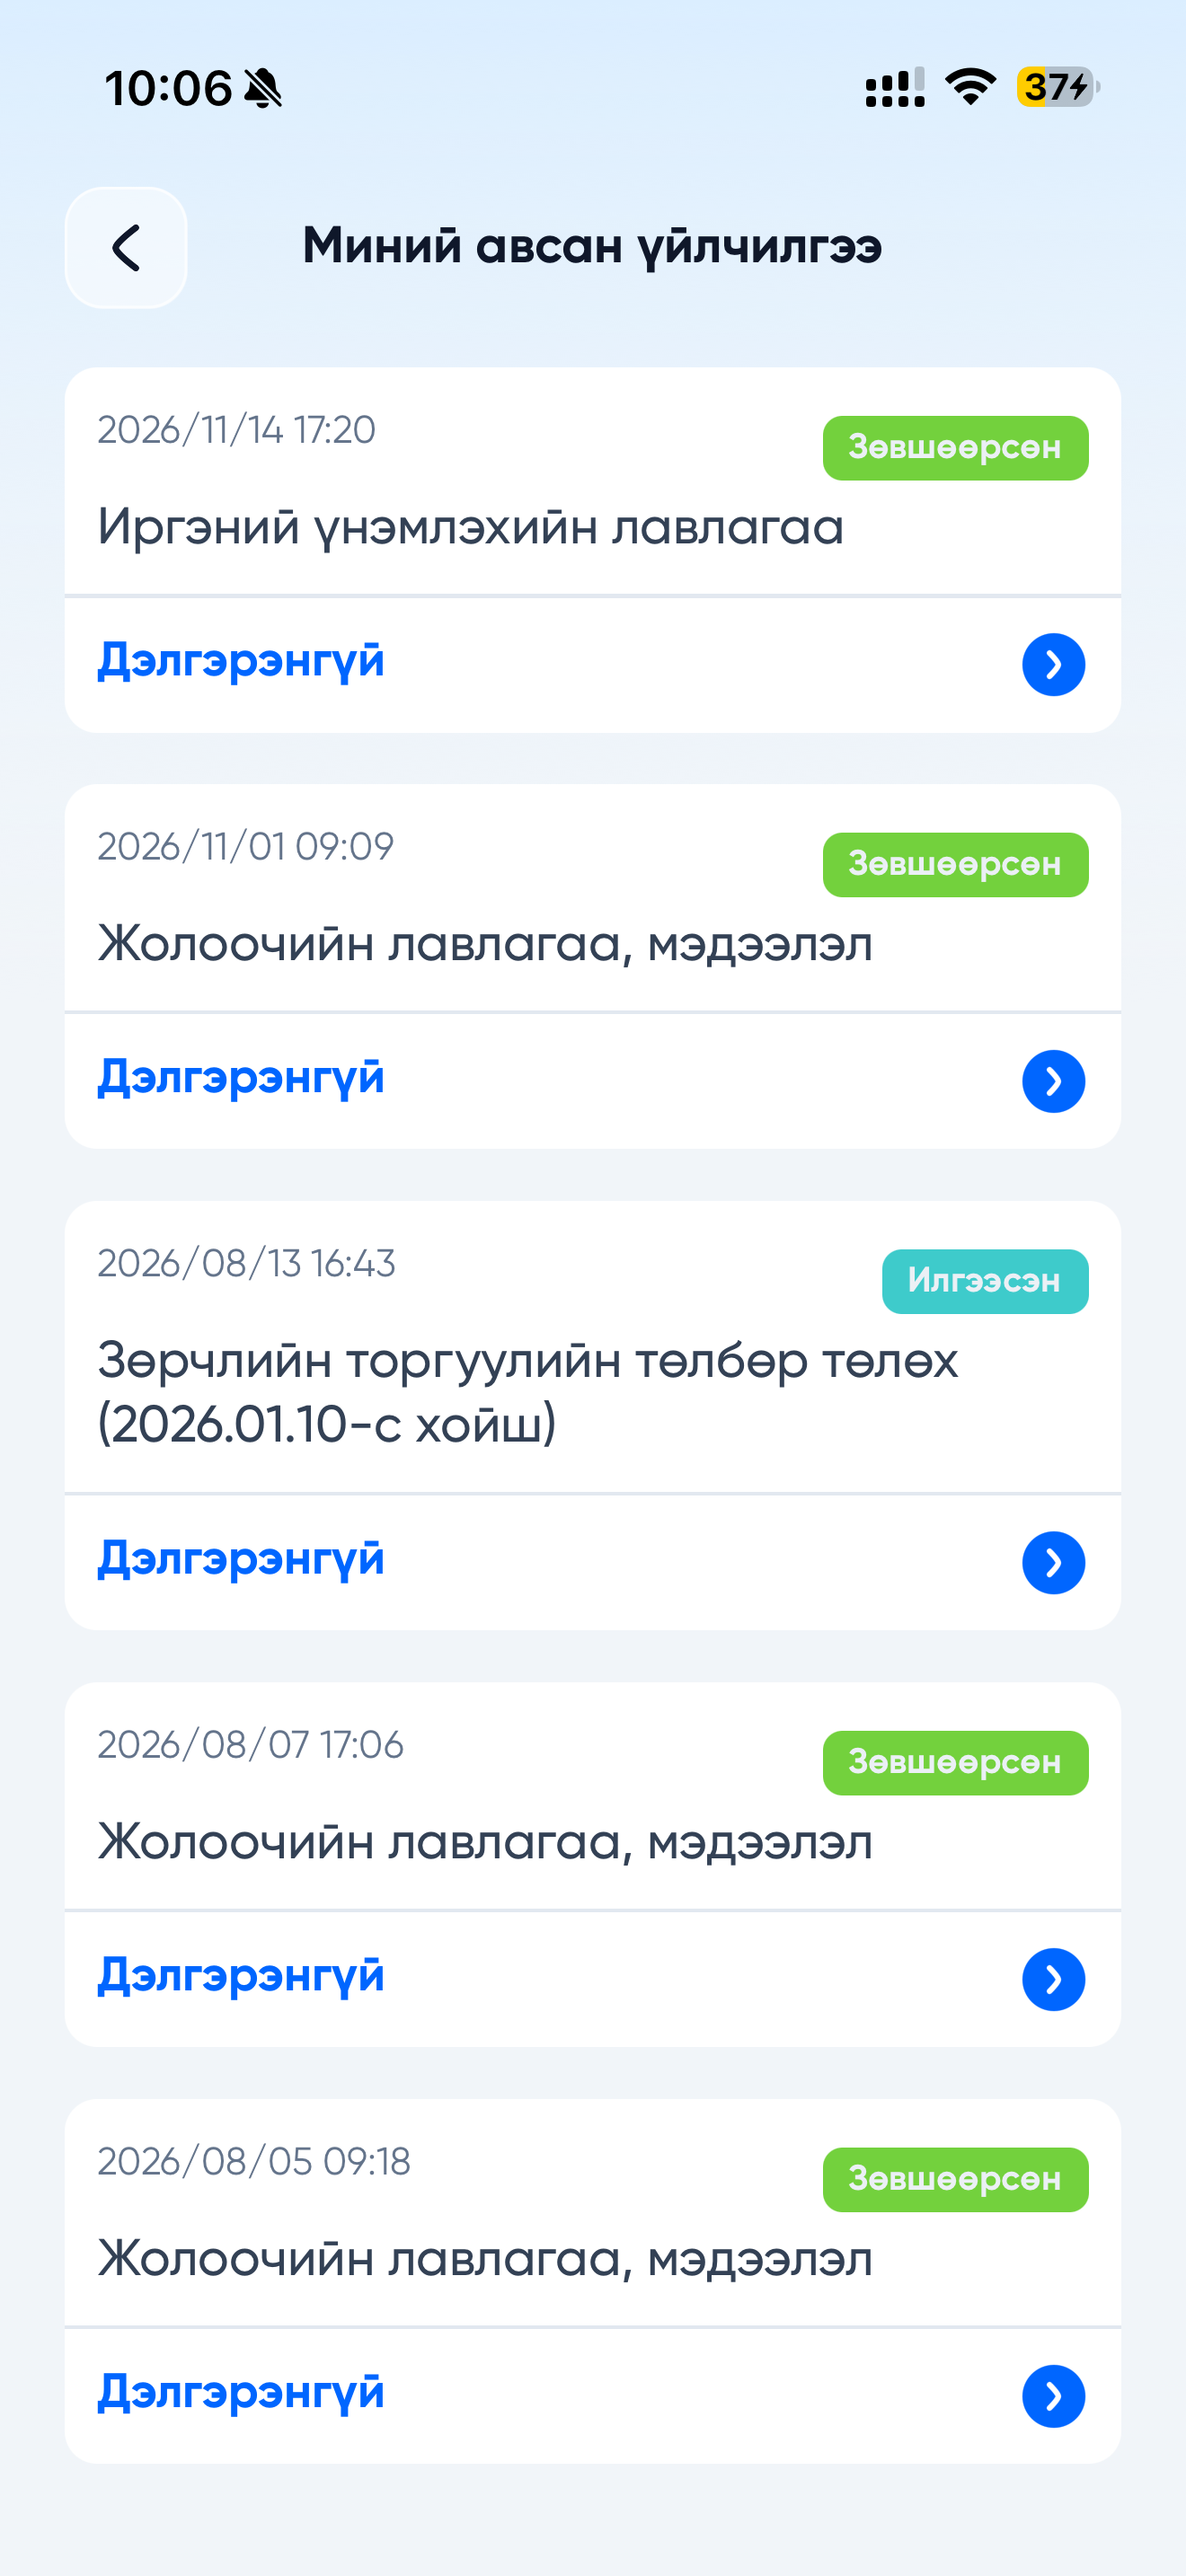 10:06
37
Миний авсан үйлчилгээ
2026/11/14 17:20
Зөвшөөрсөн
Иргэний үнэмлэхийн лавлагаа
Дэлгэрэнгүй
2026/11/01 09:09
Зөвшөөрсөн
Жолоочийн лавлагаа, мэдээлэл
Дэлгэрэнгүй
2026/08/13 16:43
Илгээсэн
Зөрчлийн торгуулийн төлбөр төлөх
(2026.01.10-с хойш)
Дэлгэрэнгүй
2026/08/07 17:06
Зөвшөөрсөн
Жолоочийн лавлагаа, мэдээлэл
Дэлгэрэнгүй
2026/08/05 09:18
Зөвшөөрсөн
Жолоочийн лавлагаа, мэдээлэл
Дэлгэрэнгүй